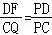 DF/CQ = PD/PC